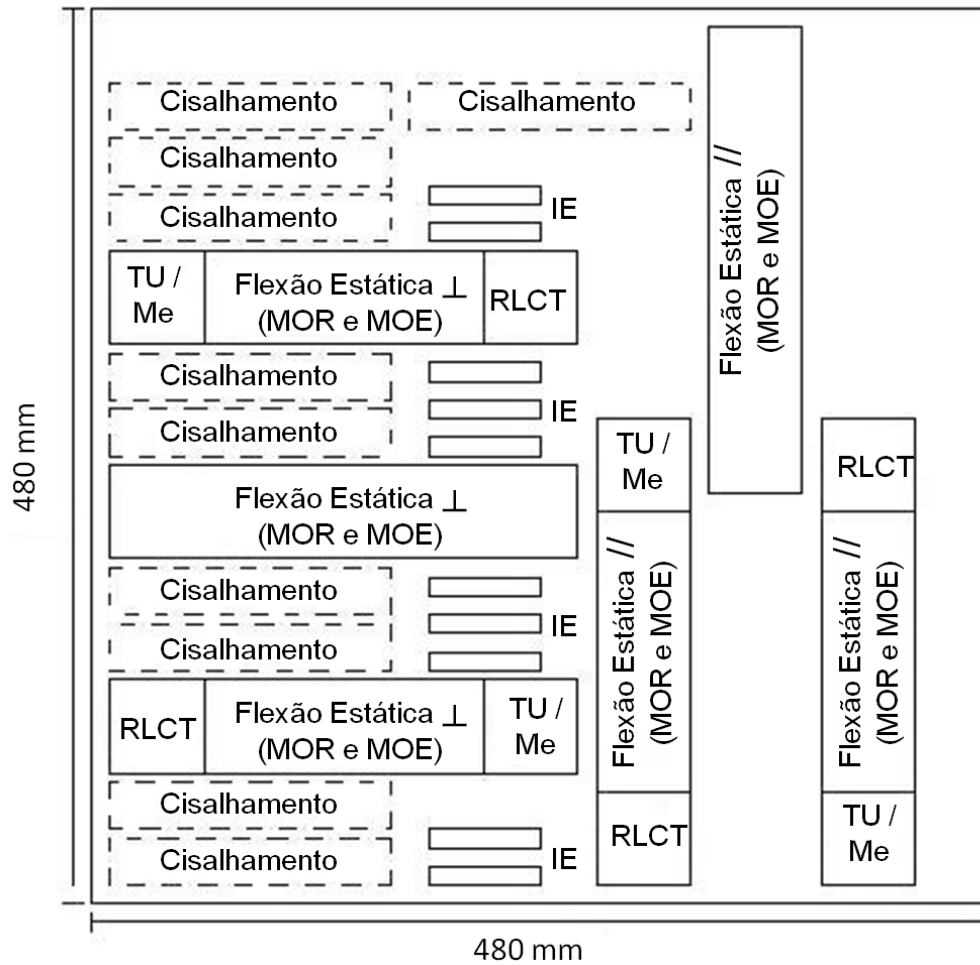 Cisalhamento
Cisalhamento
Cisalhamento
Cisalhamento
IE
TU /
Me
Flexão Estática ⊥
(MOR e MOE)
RLCT
Flexão Estática //
(MOR e MOE)
Cisalhamento
Cisalhamento
IE
Flexão Estática ⊥
(MOR e MOE)
TU /
Me
Flexão Estática //
(MOR e MOE)
RLCT
RLCT
Flexão Estática //
(MOR e MOE)
TU /
Me
Cisalhamento
Cisalhamento
IE
RLCT
Flexão Estática ⊥
(MOR e MOE)
TU /
Me
Cisalhamento
Cisalhamento
IE
480 mm
480 mm